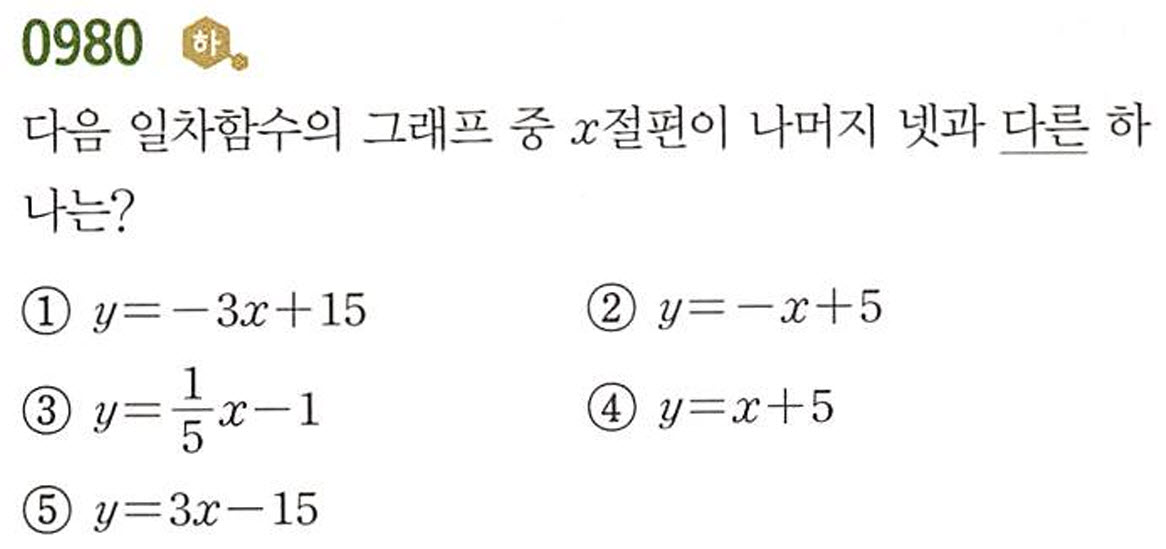 0980 하
다음 일차함수의 그래프 중 x절편이 나머지 넷과 다른 하
나는?
① y=-3x+15 ② y=-x+5
③ y=\frac{1}{5}x-1 ④ y=x+5
⑤ y=3x-15